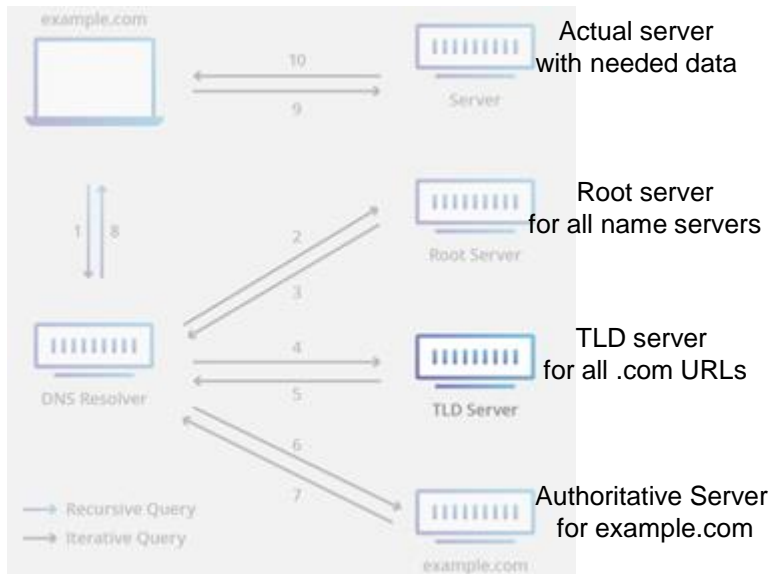 example.com
Actual server
with needed data
10
9
Server
Root server
for all name servers
1
8
2
Root Server
3
TLD server
for all .com URLs
4
DNS Resolver
5
TLD Server
6
7
Authoritative Server
for example.com
Recursive Query
Iterative Query
example.com